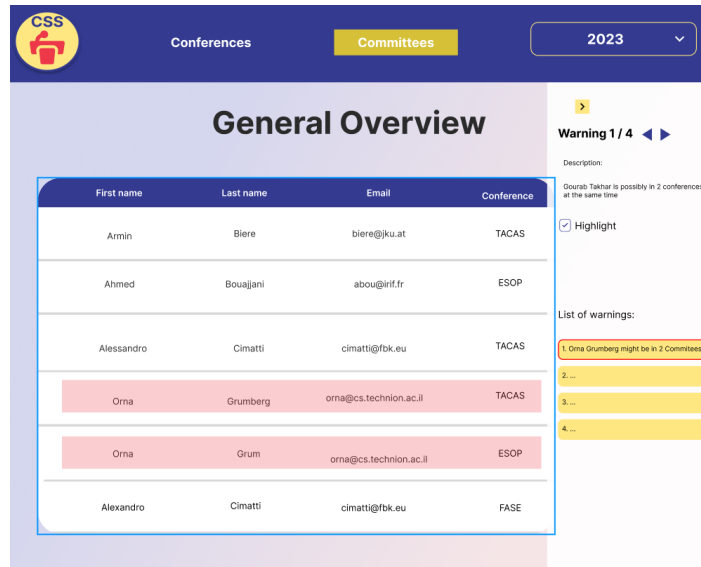 CSS
Conferences
Committees
2023
General Overview
First name Last name Email Conference
Armin Biere biere@jku.at TACAS
Ahmed Bouajjani abou@irif.fr ESOP
Alessandro Cimatti cimatti@fbk.eu TACAS
Orna Grumberg orna@cs.technion.ac.il TACAS
Orna Grum orna@cs.technion.ac.il ESOP
Alexandro Cimatti cimatti@fbk.eu FASE
Warning 1 / 4
Description:
Gourab Takhar is possibly in 2 conferences
at the same time
Highlight
List of warnings:
1. Orna Grumberg might be in 2 Commitees
2. ...
3. ...
4. ...